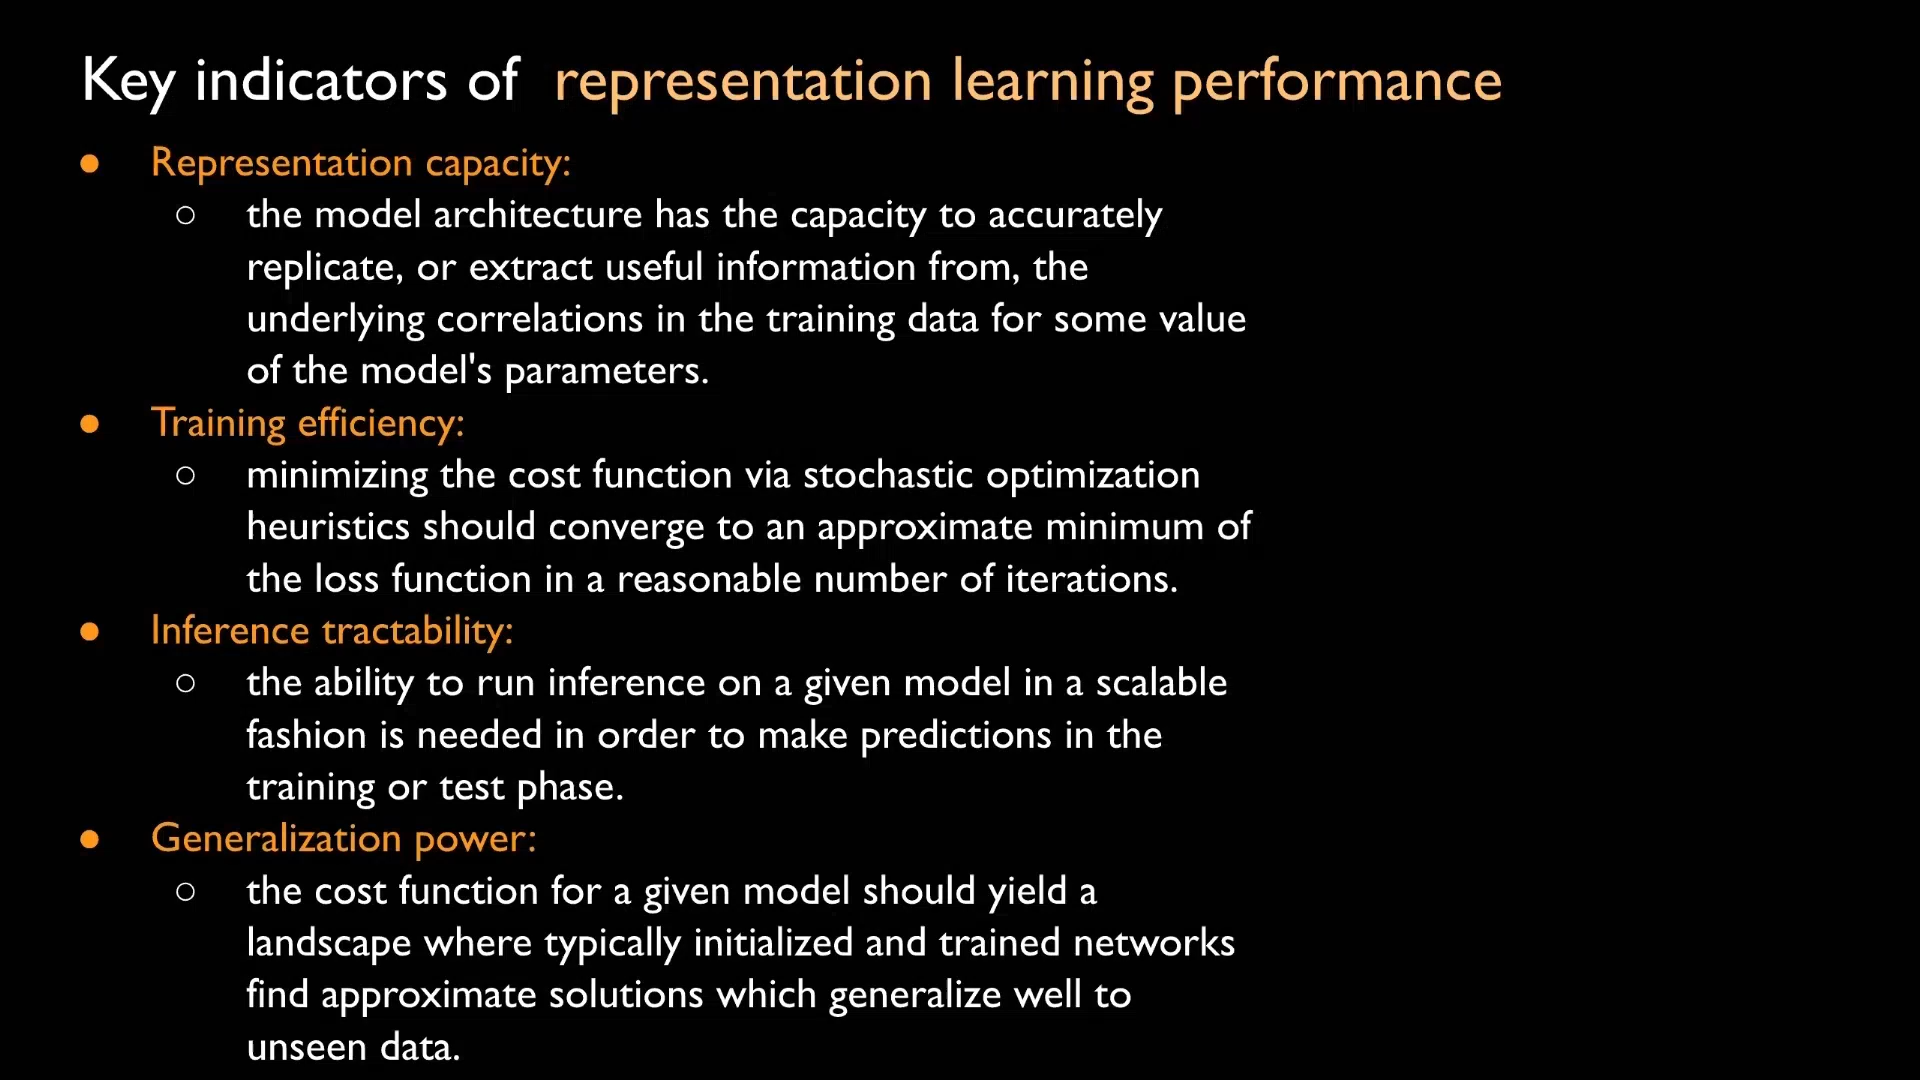 Key indicators of representation learning performance
● Representation capacity:
○ the model architecture has the capacity to accurately
replicate, or extract useful information from, the
underlying correlations in the training data for some value
of the model's parameters.
● Training efficiency:
○ minimizing the cost function via stochastic optimization
heuristics should converge to an approximate minimum of
the loss function in a reasonable number of iterations.
● Inference tractability:
○ the ability to run inference on a given model in a scalable
fashion is needed in order to make predictions in the
training or test phase.
● Generalization power:
○ the cost function for a given model should yield a
landscape where typically initialized and trained networks
find approximate solutions which generalize well to
unseen data.